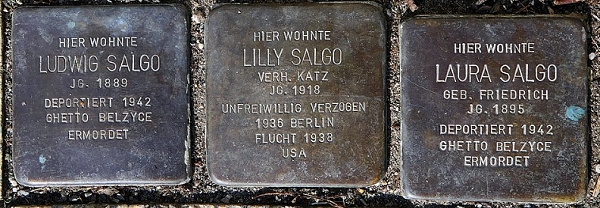 HIER WOHNTE
LUDWIG SALGO
JG. 1889
DEPORTIERT 1942
GHETTO BELZYCE
ERMORDET
HIER WOHNTE
LILLY SALGO
VERH. KATZ
JG. 1918
UNFREIWILLIG VERZOGEN
1936 BERLIN
FLUCHT 1938
USA
HIER WOHNTE
LAURA SALGO
GEB. FRIEDRICH
JG. 1895
DEPORTIERT 1942
GHETTO BELZYCE
ERMORDET